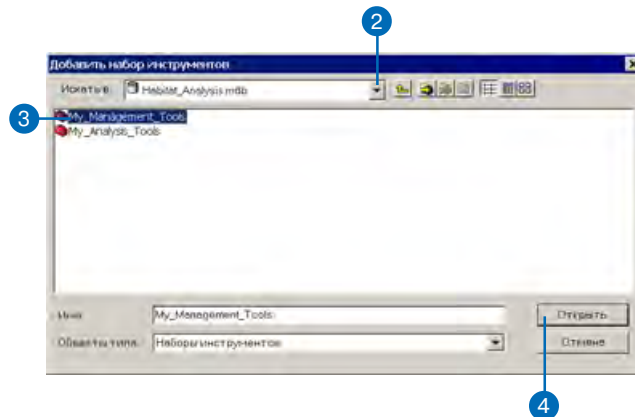 2
Добавить набор инструментов
Искать в: Habitat_Analysis.mdb
3
My_Management_Tools
My_Analysis_Tools
Имя: My_Management_Tools
Открыть
Объекты типа: Наборы инструментов
Отмена
4